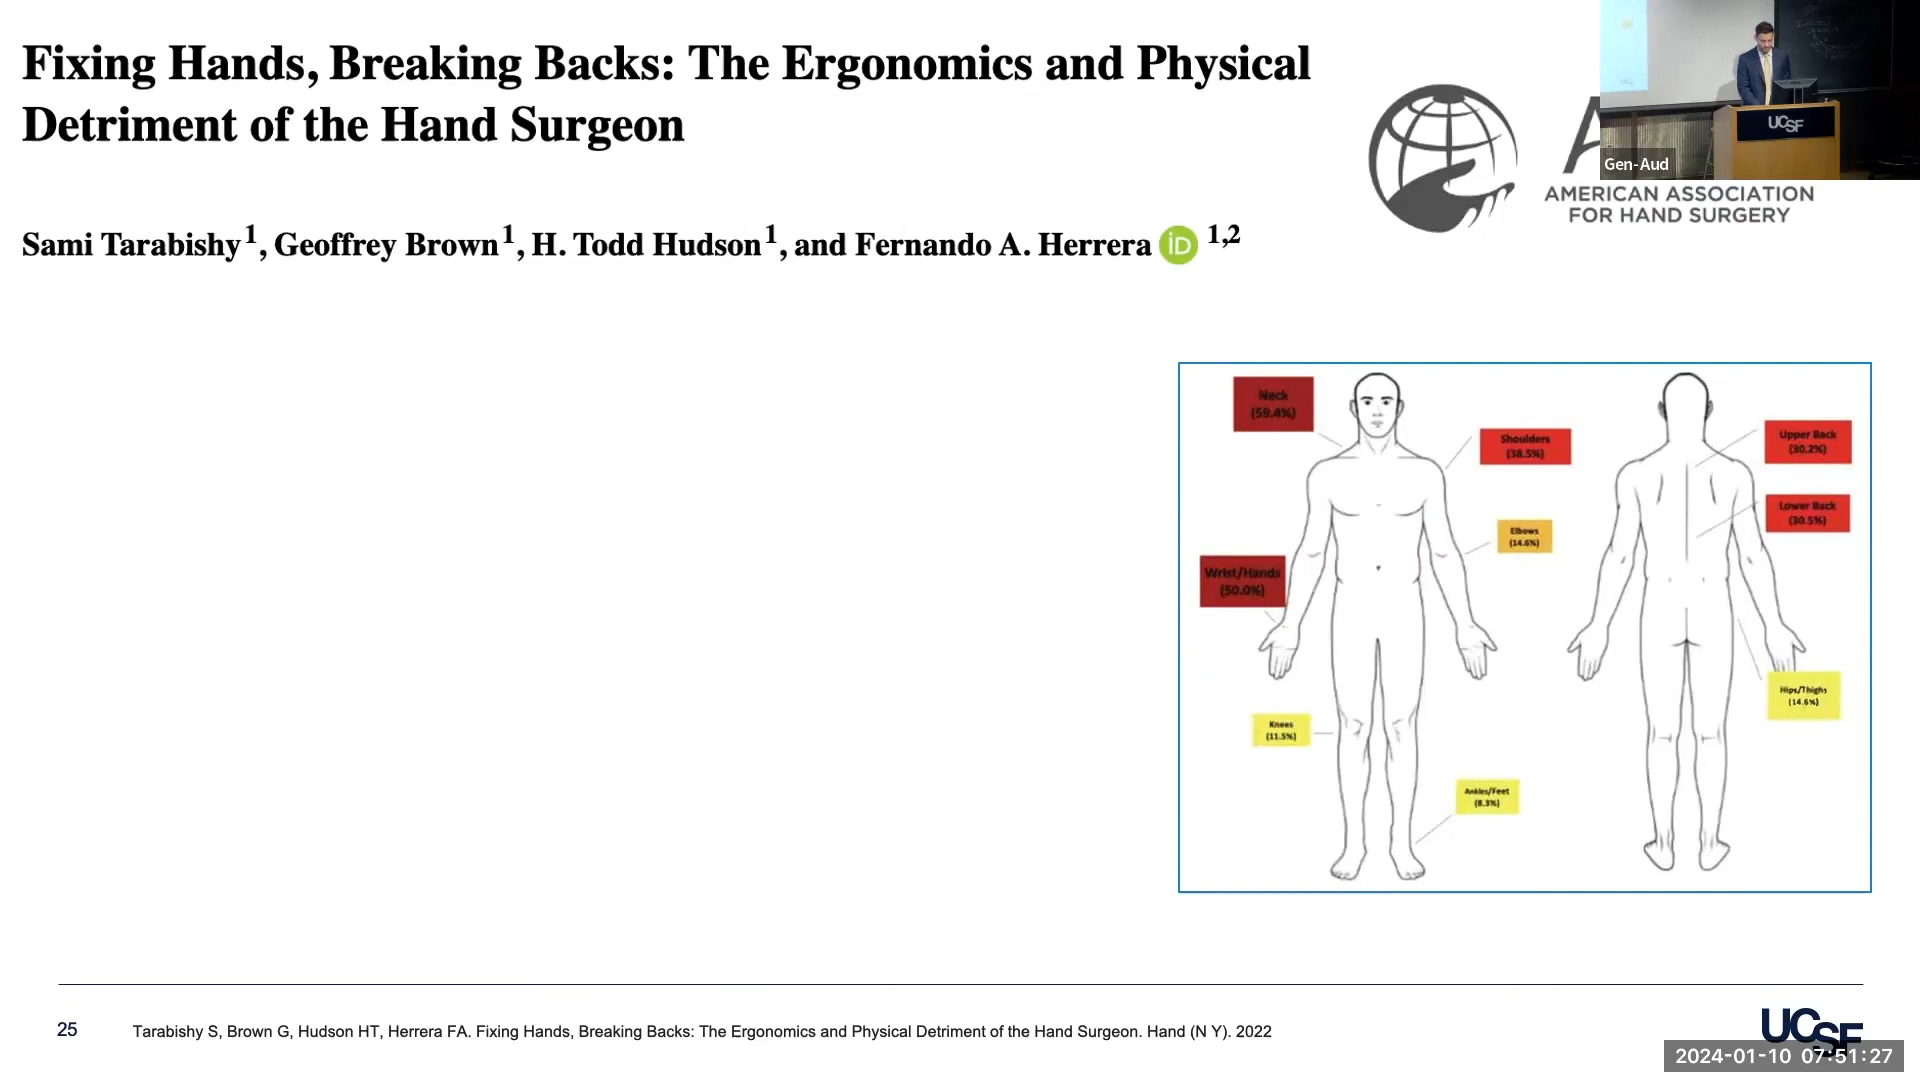 Fixing Hands, Breaking Backs: The Ergonomics and Physical
Detriment of the Hand Surgeon
Sami Tarabishy1, Geoffrey Brown1, H. Todd Hudson1, and Fernando A. Herrera iD 1,2
A
AMERICAN ASSOCIATION
FOR HAND SURGERY
UCSF
Gen-Aud
Neck
(59.4%)
Shoulders
(38.5%)
Elbows
(14.6%)
Wrist/Hands
(50.0%)
Knees
(11.5%)
Ankles/Feet
(8.3%)
Upper Back
(30.2%)
Lower Back
(30.5%)
Hips/Thighs
(14.6%)
25
Tarabishy S, Brown G, Hudson HT, Herrera FA. Fixing Hands, Breaking Backs: The Ergonomics and Physical Detriment of the Hand Surgeon. Hand (N Y). 2022
UCSF
2024-01-10 07:51:27